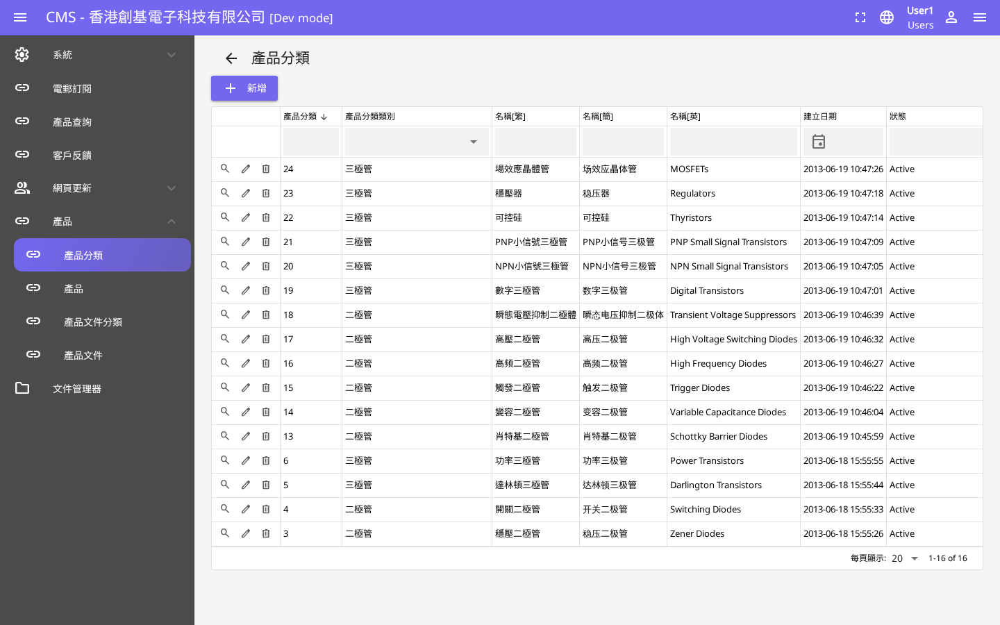 CMS - 香港創基電子科技有限公司 [Dev mode]
User1
Users
系統
電郵訂閱
產品查詢
客戶反饋
網頁更新
產品
產品分類
產品
產品文件分類
產品文件
文件管理器
產品分類
新增
產品分類 產品分類類別 名稱[繁] 名稱[簡] 名稱[英] 建立日期 狀態
24 三極管 場效應晶體管 场效应晶体管 MOSFETs 2013-06-19 10:47:26 Active
23 三極管 穩壓器 稳压器 Regulators 2013-06-19 10:47:18 Active
22 三極管 可控硅 可控硅 Thyristors 2013-06-19 10:47:14 Active
21 三極管 PNP小信號三極管 PNP小信号三极管 PNP Small Signal Transistors 2013-06-19 10:47:09 Active
20 三極管 NPN小信號三極管 NPN小信号三极管 NPN Small Signal Transistors 2013-06-19 10:47:05 Active
19 三極管 數字三極管 数字三极管 Digital Transistors 2013-06-19 10:47:01 Active
18 二極管 瞬態電壓抑制二極體 瞬态电压抑制二极体 Transient Voltage Suppressors 2013-06-19 10:46:39 Active
17 二極管 高壓二極管 高压二极管 High Voltage Switching Diodes 2013-06-19 10:46:32 Active
16 二極管 高頻二極管 高频二极管 High Frequency Diodes 2013-06-19 10:46:27 Active
15 二極管 觸發二極管 触发二极管 Trigger Diodes 2013-06-19 10:46:22 Active
14 二極管 變容二極管 变容二极管 Variable Capacitance Diodes 2013-06-19 10:46:04 Active
13 二極管 肖特基二極管 肖特基二极管 Schottky Barrier Diodes 2013-06-19 10:45:59 Active
6 三極管 功率三極管 功率三极管 Power Transistors 2013-06-18 15:55:55 Active
5 三極管 達林頓三極管 达林顿三极管 Darlington Transistors 2013-06-18 15:55:44 Active
4 二極管 開關二極管 开关二极管 Switching Diodes 2013-06-18 15:55:33 Active
3 二極管 穩壓二極管 稳压二极管 Zener Diodes 2013-06-18 15:55:26 Active
每頁顯示: 20 1-16 of 16